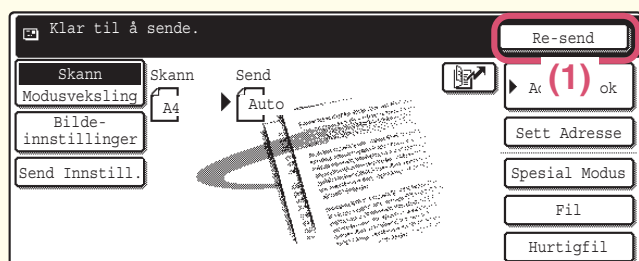 Klar til å sende.
Re-send
Skann
Modusveksling
Skann
A4
Send
Auto
(1)
ok
Bilde-
innstillinger
Sett Adresse
Send Innstill.
Spesial Modus
Fil
Hurtigfil